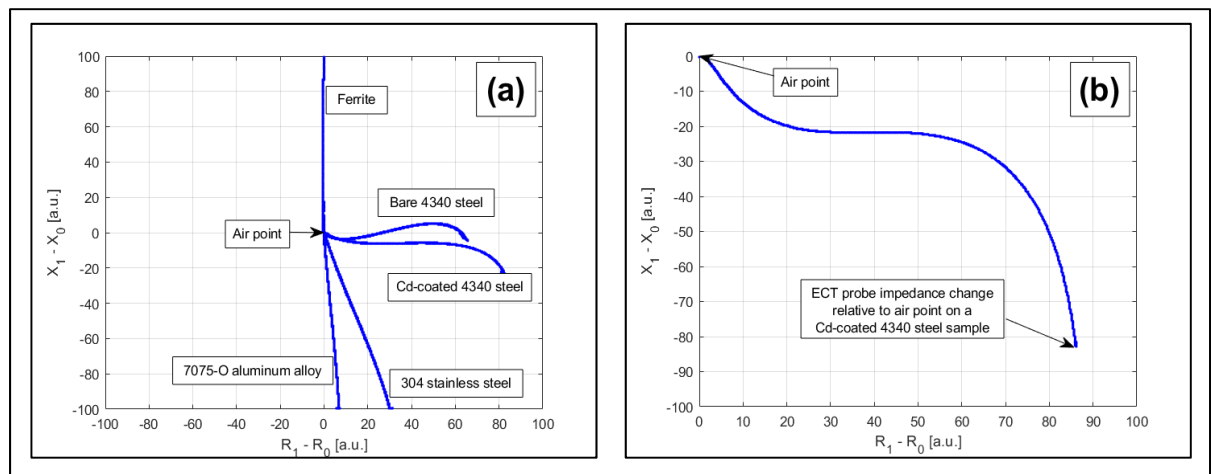 (a)
100
80
60
40
20
0
-20
-40
-60
-80
-100
-100
-80
-60
-40
-20
0
20
40
60
80
100
X1 - X0 [a.u.]
R1 - R0 [a.u.]
Ferrite
Bare 4340 steel
Air point
Cd-coated 4340 steel
7075-O aluminum alloy
304 stainless steel
(b)
0
-10
-20
-30
-40
-50
-60
-70
-80
-90
-100
0
10
20
30
40
50
60
70
80
90
100
X1 - X0 [a.u.]
R1 - R0 [a.u.]
Air point
ECT probe impedance change
relative to air point on a
Cd-coated 4340 steel sample